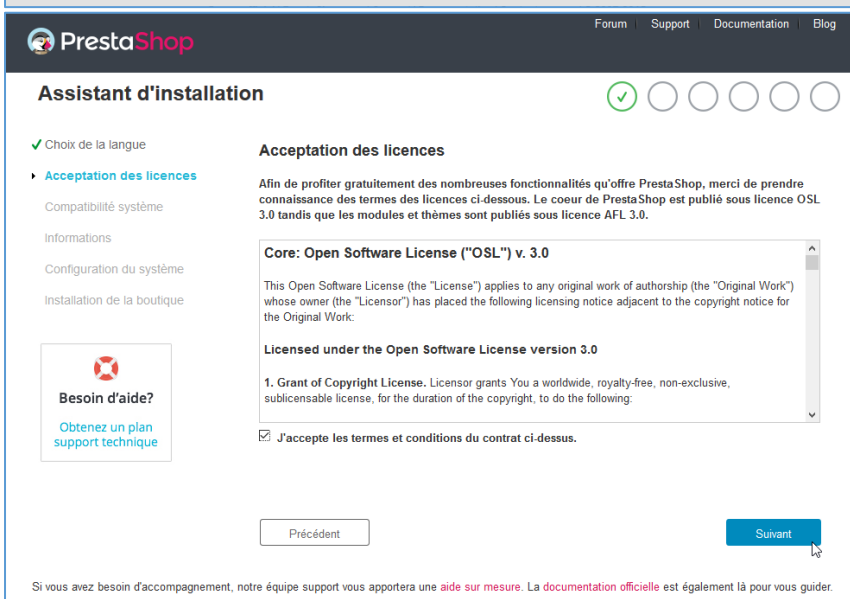 PrestaShop
Forum Support Documentation Blog
Assistant d'installation
Choix de la langue
Acceptation des licences
Compatibilité système
Informations
Configuration du système
Installation de la boutique
Besoin d'aide?
Obtenez un plan
support technique
Acceptation des licences
Afin de profiter gratuitement des nombreuses fonctionnalités qu'offre PrestaShop, merci de prendre
connaissance des termes des licences ci-dessous. Le coeur de PrestaShop est publié sous licence OSL
3.0 tandis que les modules et thèmes sont publiés sous licence AFL 3.0.
Core: Open Software License ("OSL") v. 3.0
This Open Software License (the "License") applies to any original work of authorship (the "Original Work")
whose owner (the "Licensor") has placed the following licensing notice adjacent to the copyright notice for
the Original Work:
Licensed under the Open Software License version 3.0
1. Grant of Copyright License. Licensor grants You a worldwide, royalty-free, non-exclusive,
sublicensable license, for the duration of the copyright, to do the following:
J'accepte les termes et conditions du contrat ci-dessus.
Précédent
Suivant
Si vous avez besoin d'accompagnement, notre équipe support vous apportera une aide sur mesure. La documentation officielle est également là pour vous guider.